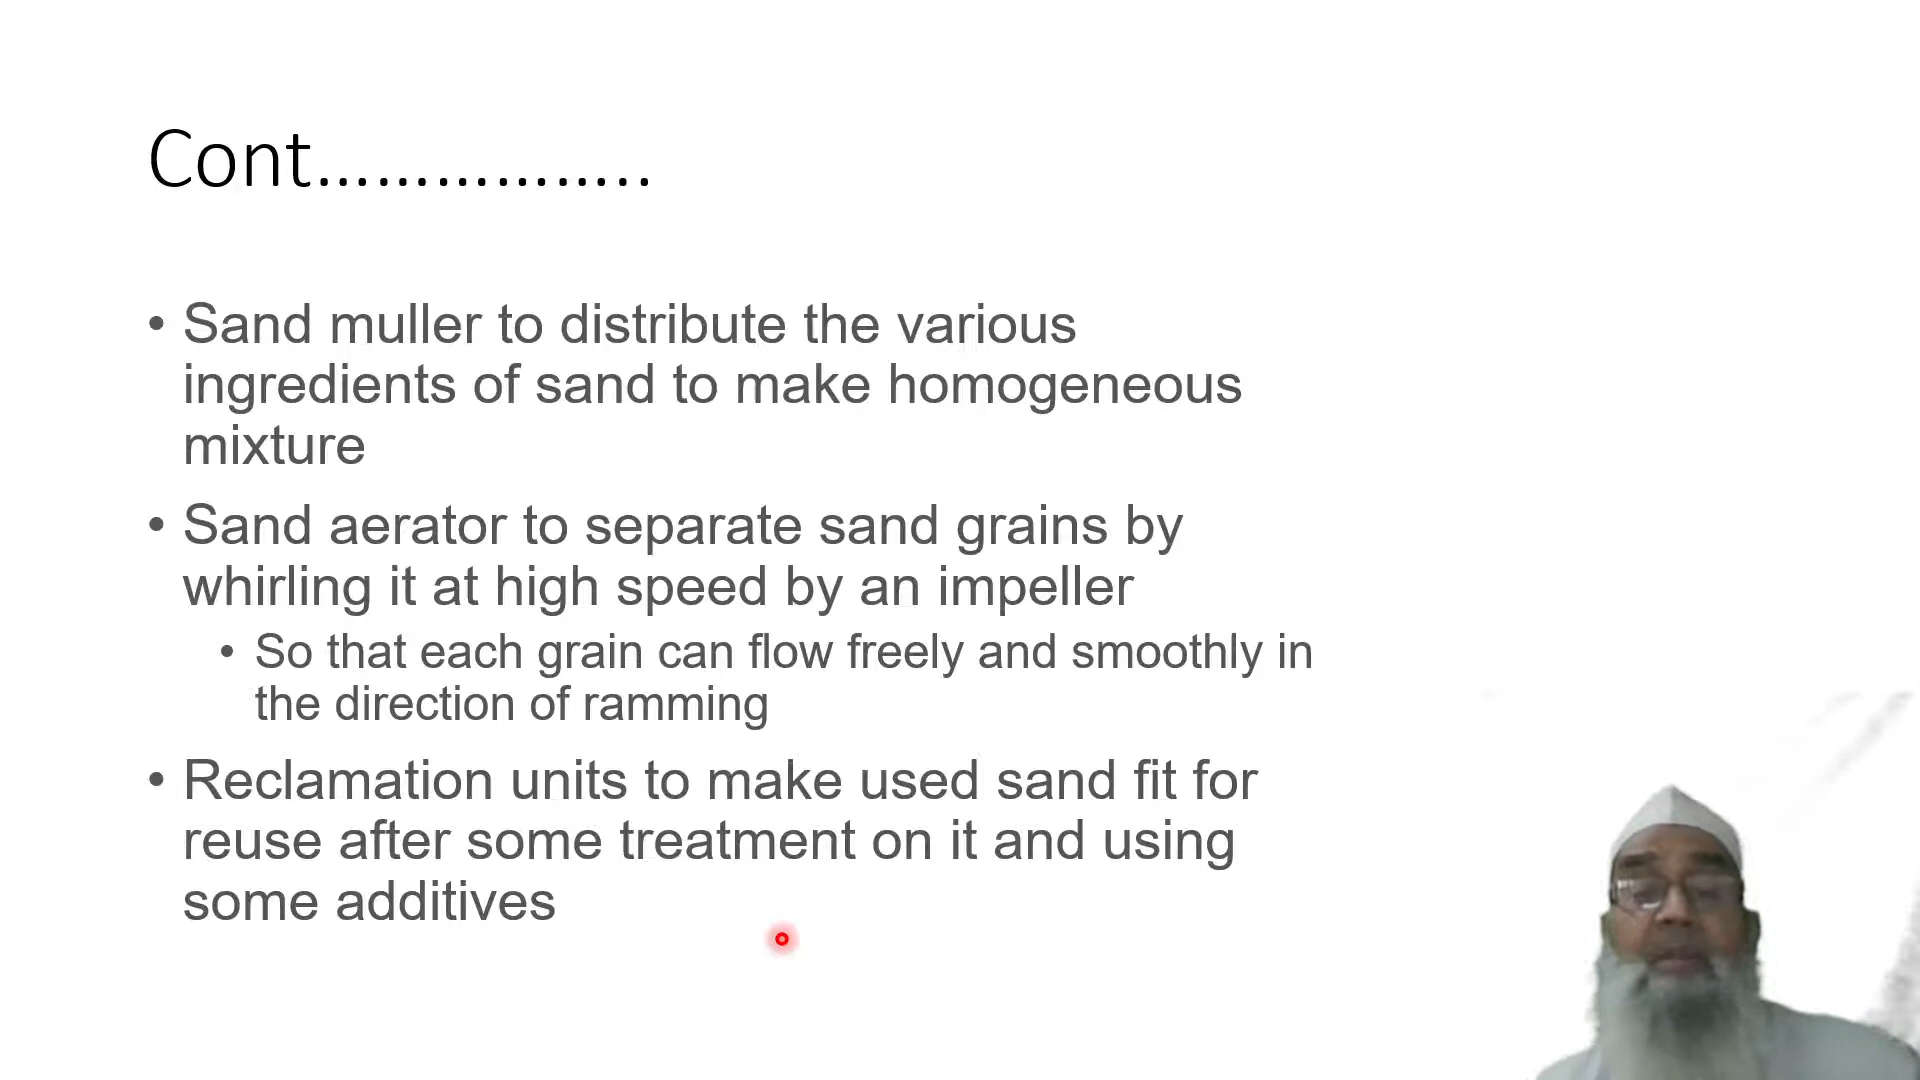 Cont……………..
• Sand muller to distribute the various
ingredients of sand to make homogeneous
mixture
• Sand aerator to separate sand grains by
whirling it at high speed by an impeller
• So that each grain can flow freely and smoothly in
the direction of ramming
• Reclamation units to make used sand fit for
reuse after some treatment on it and using
some additives